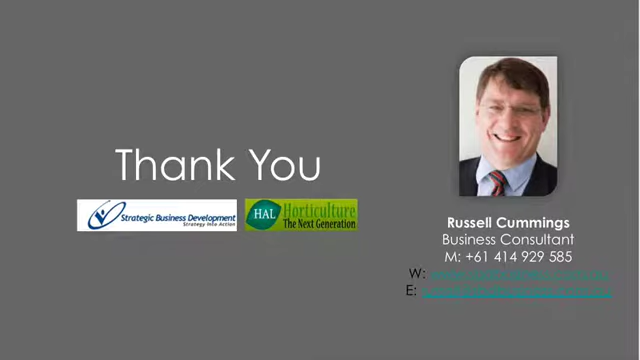 Thank You
Strategic Business Development
Strategy Into Action
HAL
Horticulture
The Next Generation
Russell Cummings
Business Consultant
M: +61 414 929 585
W:
E: